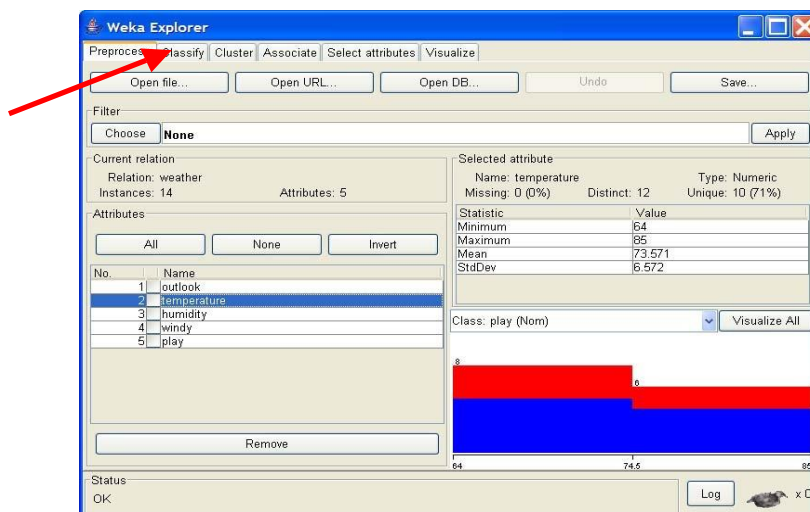 Weka Explorer
Classify Cluster Associate Select attributes Visualize
Open file... Open URL... Open DB... Undo Save...
Filter
Choose None Apply
Current relation
Relation: weather
Instances: 14 Attributes: 5
Selected attribute
Name: temperature Type: Numeric
Missing: 0 (0%) Distinct: 12 Unique: 10 (71%)
Attributes
All None Invert
No. Name
1 outlook
2 temperature
3 humidity
4 windy
5 play
Remove
Statistic Value
Minimum 64
Maximum 85
Mean 73.571
StdDev 6.572
Class: play (Nom) Visualize All
8
6
64 74.5
Status
OK
Log